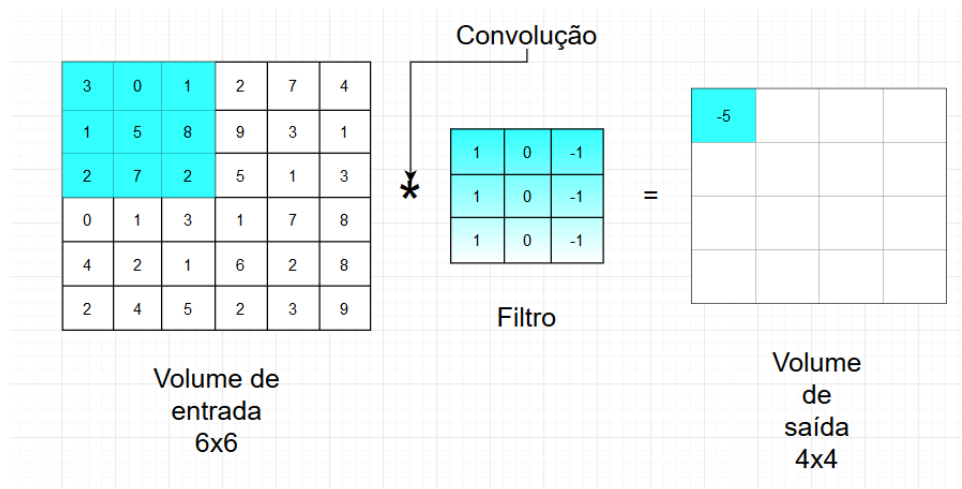 Convolução
3 0 1 2 7 4
1 5 8 9 3 1
2 7 2 5 1 3
0 1 3 1 7 8
4 2 1 6 2 8
2 4 5 2 3 9
*
1 0 -1
1 0 -1
1 0 -1
=
-5
Volume de
entrada
6x6
Filtro
Volume
de
saída
4x4